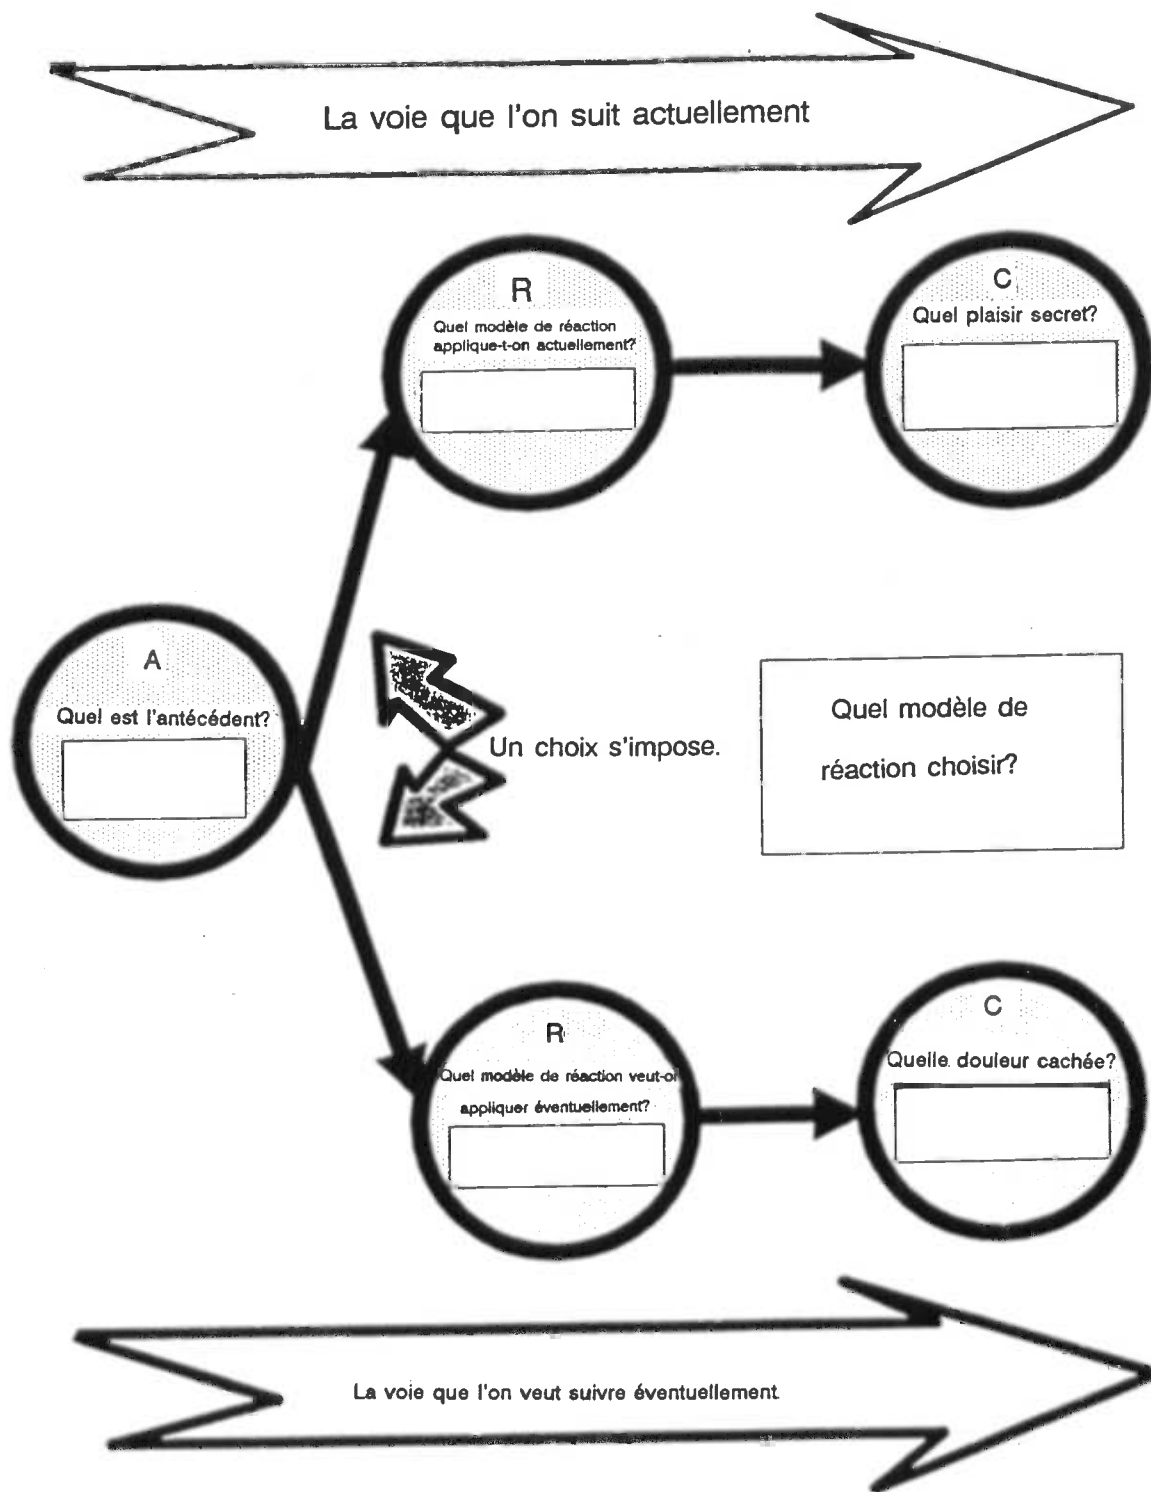 La voie que l'on suit actuellement
R
Quel modèle de réaction
applique-t-on actuellement?
C
Quel plaisir secret?
A
Quel est l'antécédent?
Un choix s'impose.
Quel modèle de
réaction choisir?
R
Quel modèle de réaction veut-on
appliquer éventuellement?
C
Quelle douleur cachée?
La voie que l'on veut suivre éventuellement